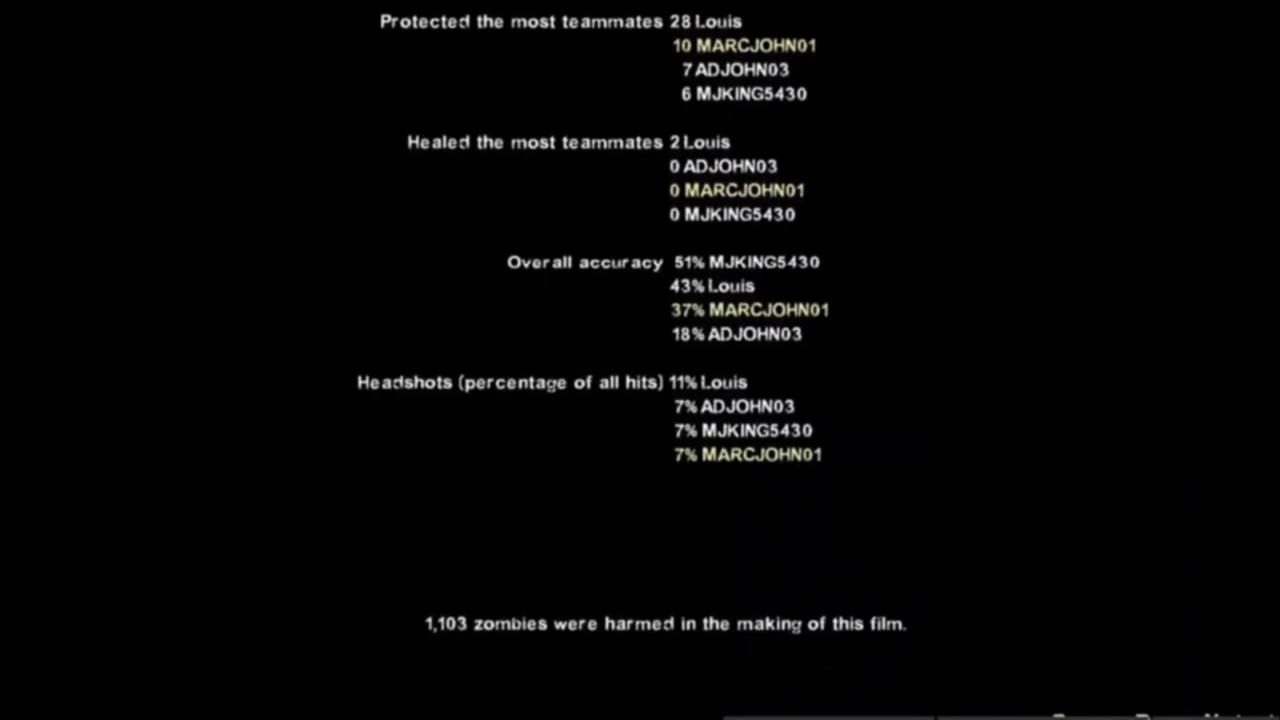 Protected the most teammates 28 Louis
10 MARCJOHN01
7 ADJOHN03
6 MJKING5430
Healed the most teammates 2 Louis
0 ADJOHN03
0 MARCJOHN01
0 MJKING5430
Overall accuracy 51% MJKING5430
43% Louis
37% MARCJOHN01
18% ADJOHN03
Headshots (percentage of all hits) 11% Louis
7% ADJOHN03
7% MJKING5430
7% MARCJOHN01
1,103 zombies were harmed in the making of this film.